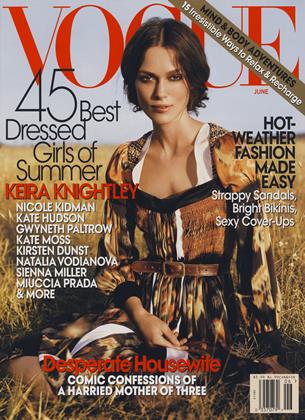 VOGUE
MIND & BODY ADVENTURES
15 Irresistible Ways to Relax & Recharge
JUNE
45 Best
Dressed
Girls of
Summer
KEIRA KNIGHTLEY
NICOLE KIDMAN
KATE HUDSON
GWYNETH PALTROW
KATE MOSS
KIRSTEN DUNST
NATALIA VODIANOVA
SIENNA MILLER
MIUCCIA PRADA
& MORE
HOT-
WEATHER
FASHION
MADE
EASY
Strappy Sandals,
Bright Bikinis,
Sexy Cover-Ups
Desperate Housewife
COMIC CONFESSIONS OF
A HARRIED MOTHER OF THREE